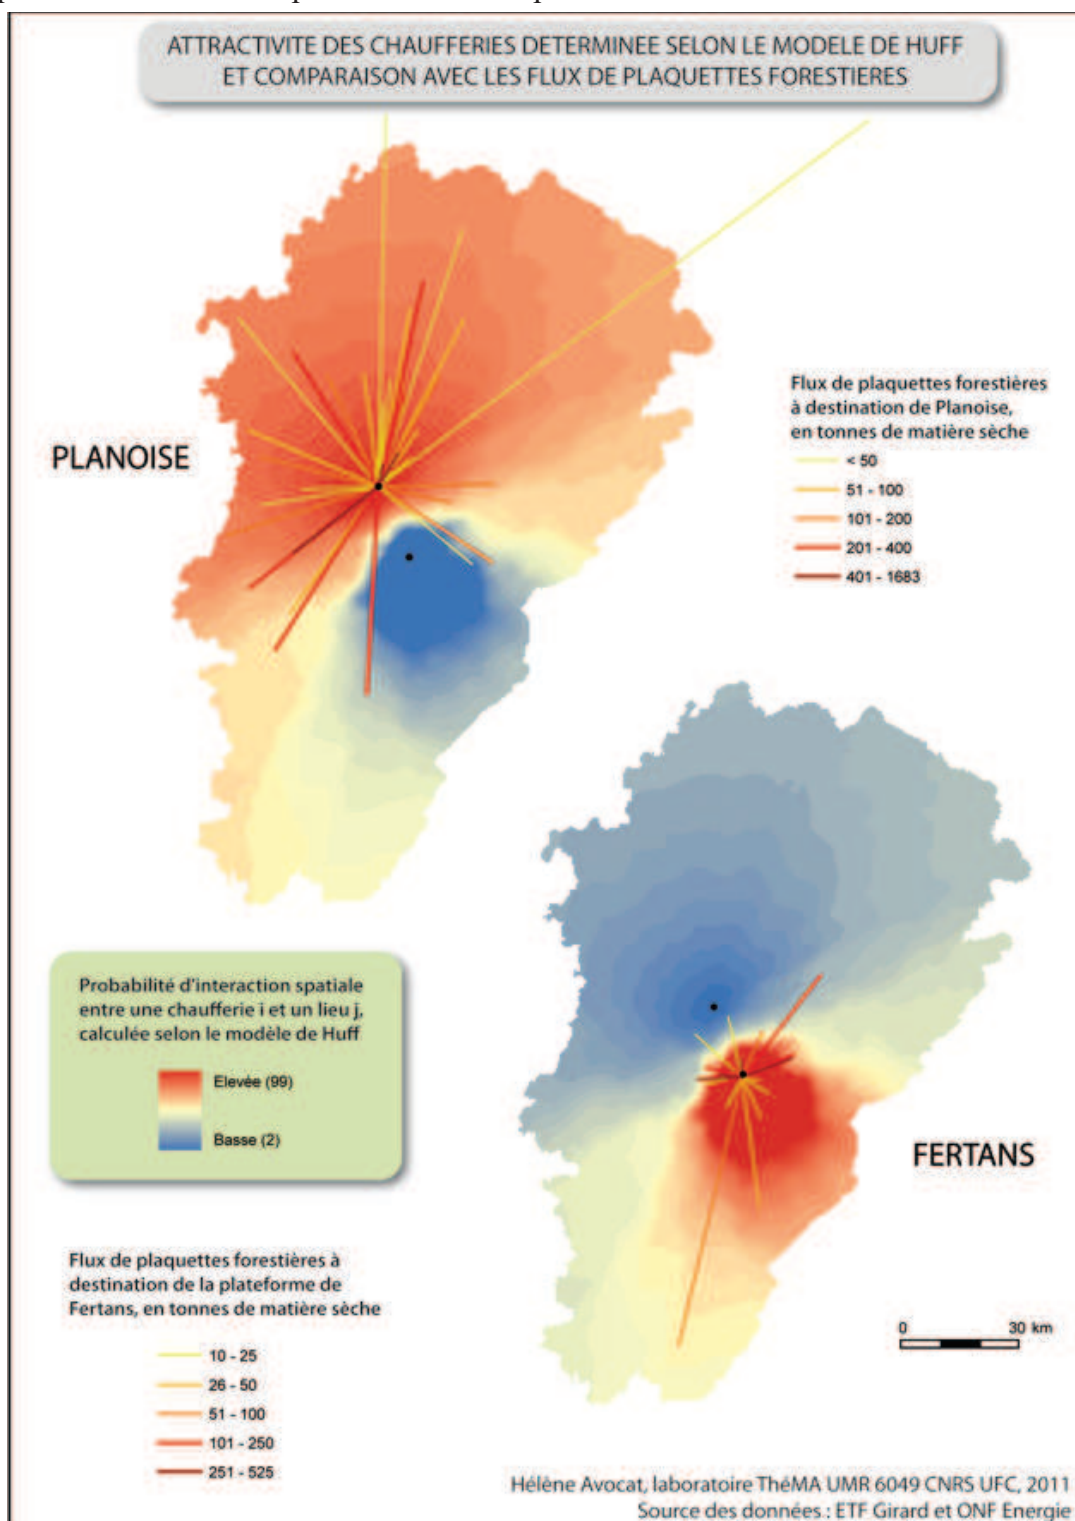 ATTRACTIVITE DES CHAUFFERIES DETERMINEE SELON LE MODELE DE HUFF
ET COMPARAISON AVEC LES FLUX DE PLAQUETTES FORESTIERES
PLANOISE
Flux de plaquettes forestières
à destination de Planoise,
en tonnes de matière sèche
< 50
51 - 100
101 - 200
201 - 400
401 - 1683
Probabilité d'interaction spatiale
entre une chaufferie i et un lieu j,
calculée selon le modèle de Huff
Elevée (99)
Basse (2)
FERTANS
Flux de plaquettes forestières à
destination de la plateforme de
Fertans, en tonnes de matière sèche
10 - 25
26 - 50
51 - 100
101 - 250
251 - 525
0 30 km
Hélène Avocat, laboratoire ThéMA UMR 6049 CNRS UFC, 2011
Source des données : ETF Girard et ONF Energie